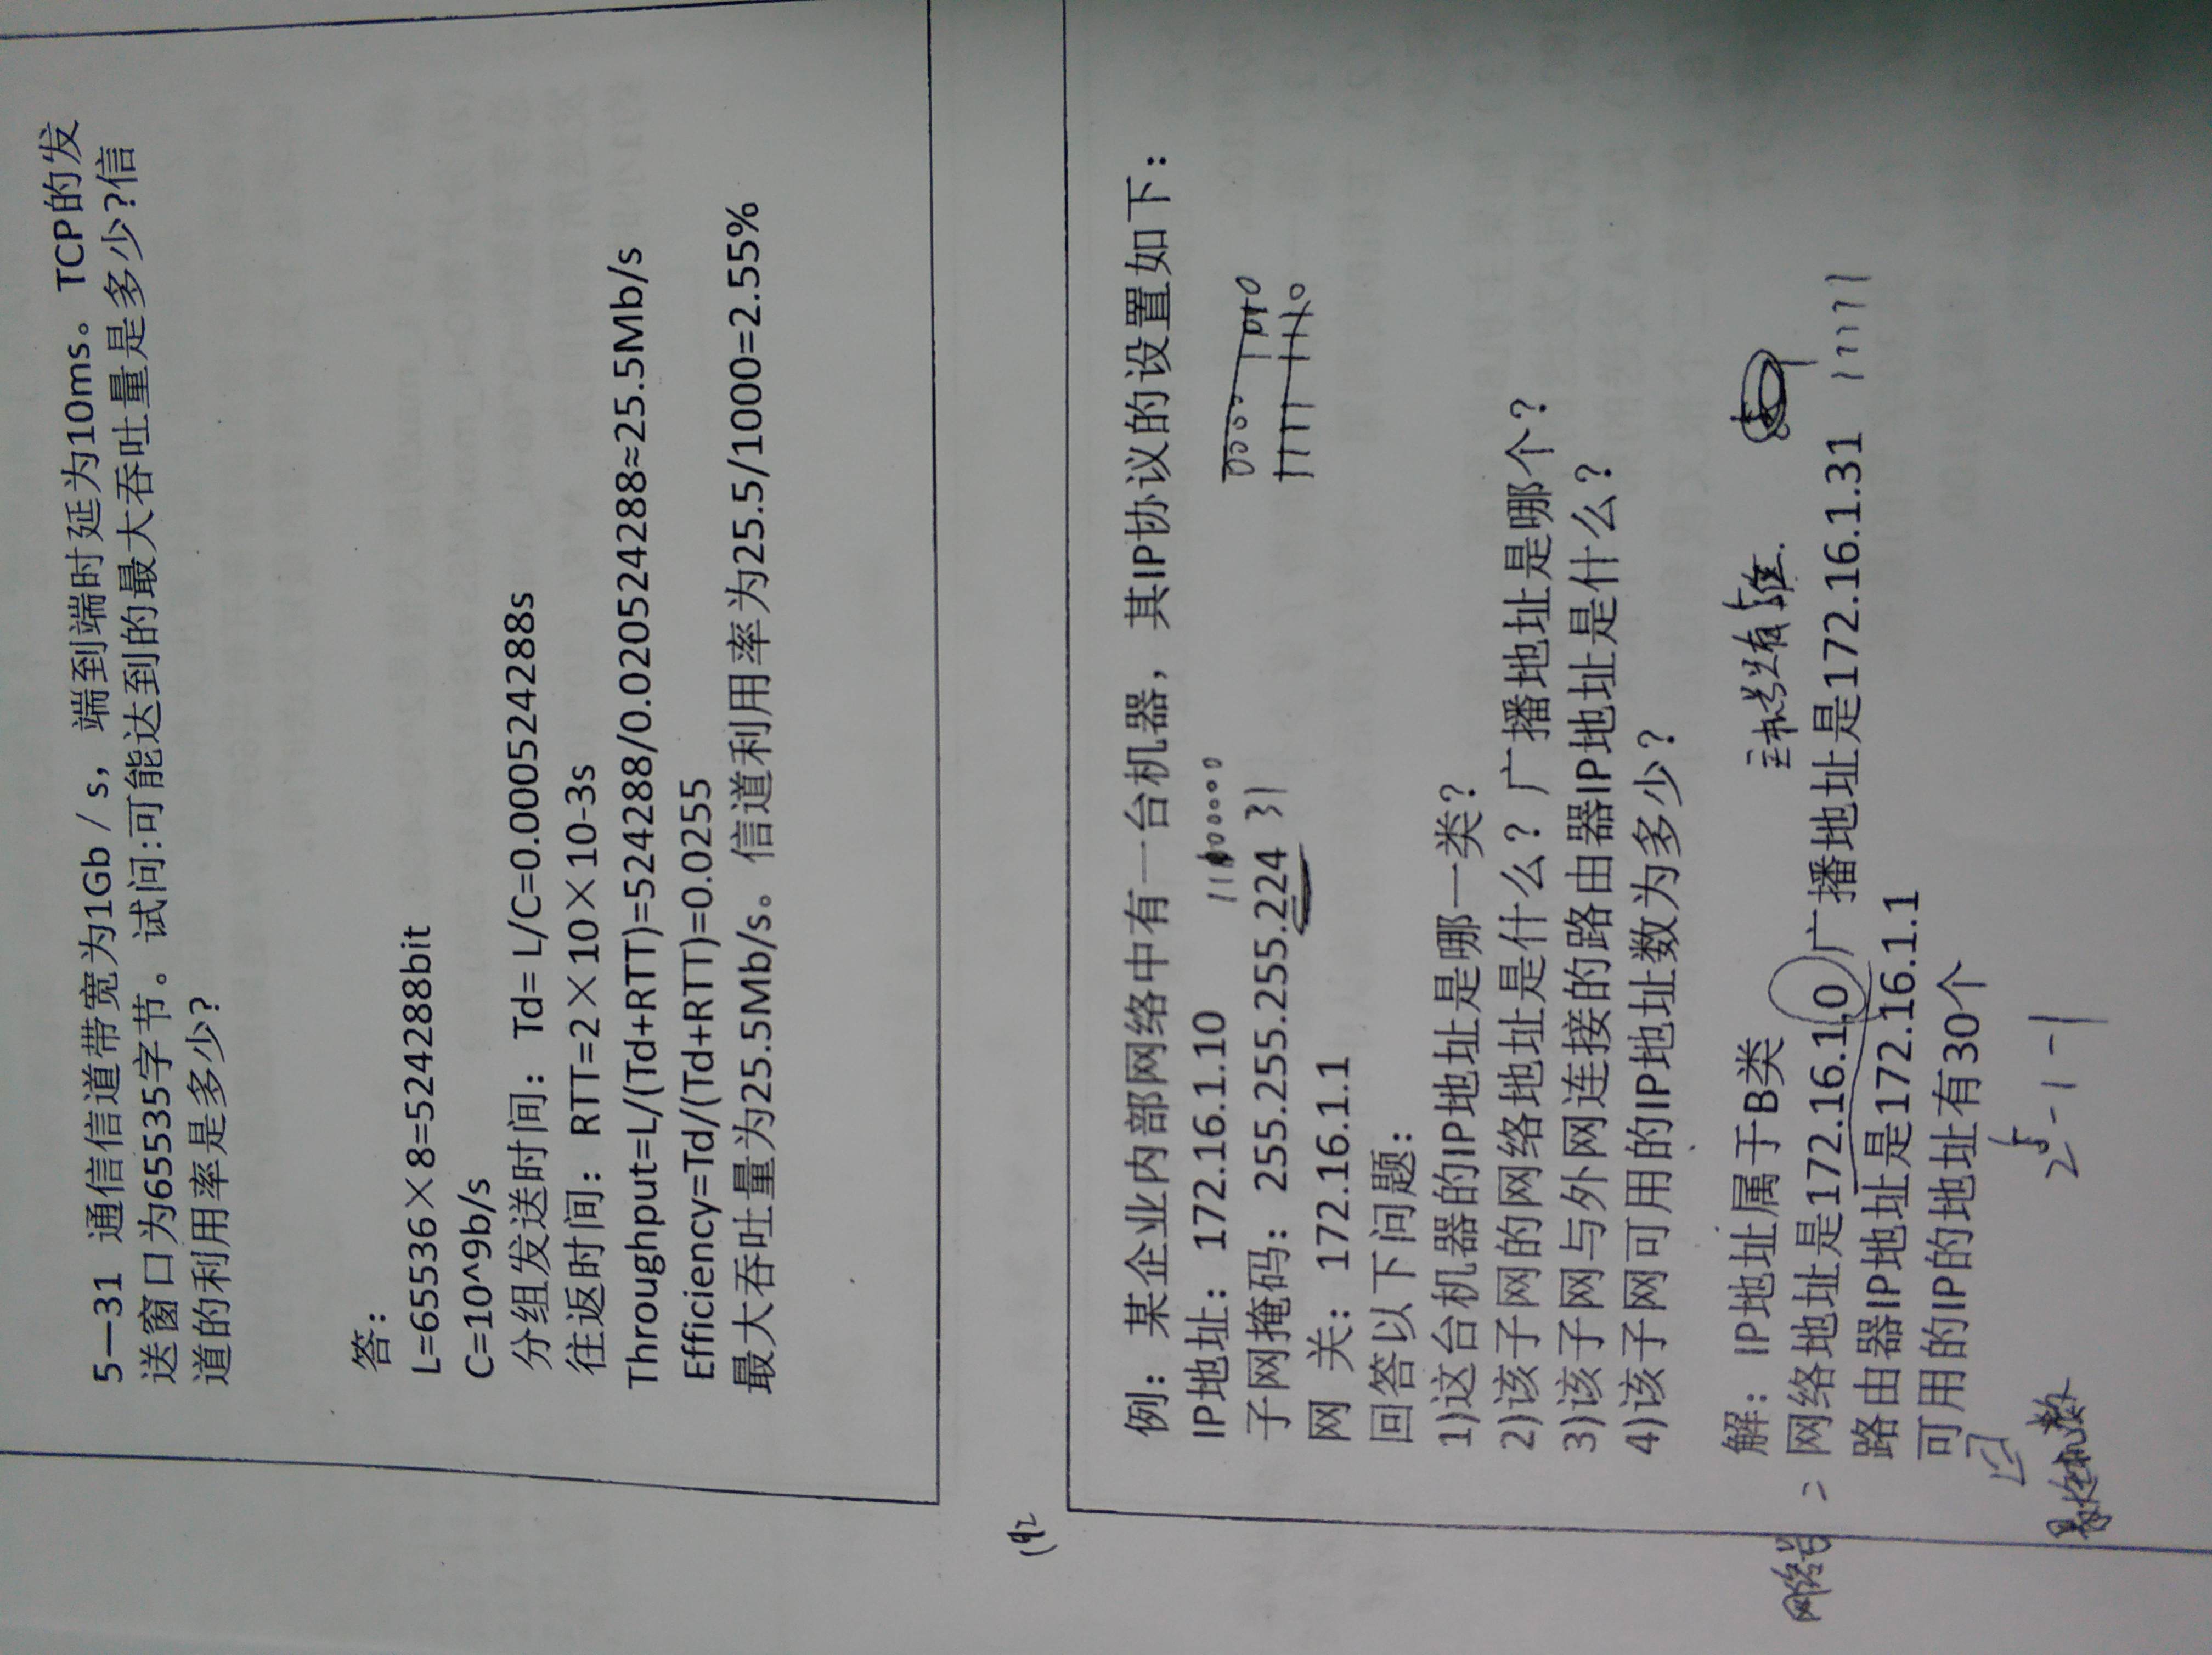 5—31 通信信道带宽为1Gb / s，端到端时延为10ms。TCP的发
送窗口为65535字节。试问:可能达到的最大吞吐量是多少?信
道的利用率是多少?
答：
L=65536×8=524288bit
C=10^9b/s
分组发送时间：Td= L/C=0.000524288s
往返时间：RTT=2×10×10-3s
Throughput=L/(Td+RTT)=524288/0.020524288≈25.5Mb/s
Efficiency=Td/(Td+RTT)=0.0255
最大吞吐量为25.5Mb/s。信道利用率为25.5/1000=2.55%
192
例：某企业内部网络中有一台机器，其IP协议的设置如下：
IP地址：172.16.1.10 11100000
0000 1010
子网掩码：255.255.255.224 31
1111 1110
网 关：172.16.1.1
回答以下问题：
1)这台机器的IP地址是哪一类？
2)该子网的网络地址是什么？广播地址是哪个？
3)该子网与外网连接的路由器IP地址是什么？
4)该子网可用的IP地址数为多少？
解：IP地址属于B类 主机号只有5位.
网络号 = 网络地址是172.16.1.0 广播地址是172.16.1.31 11111
路由器IP地址是172.16.1.1
可用的IP的地址有30个
最大主机数 2^5-1-1